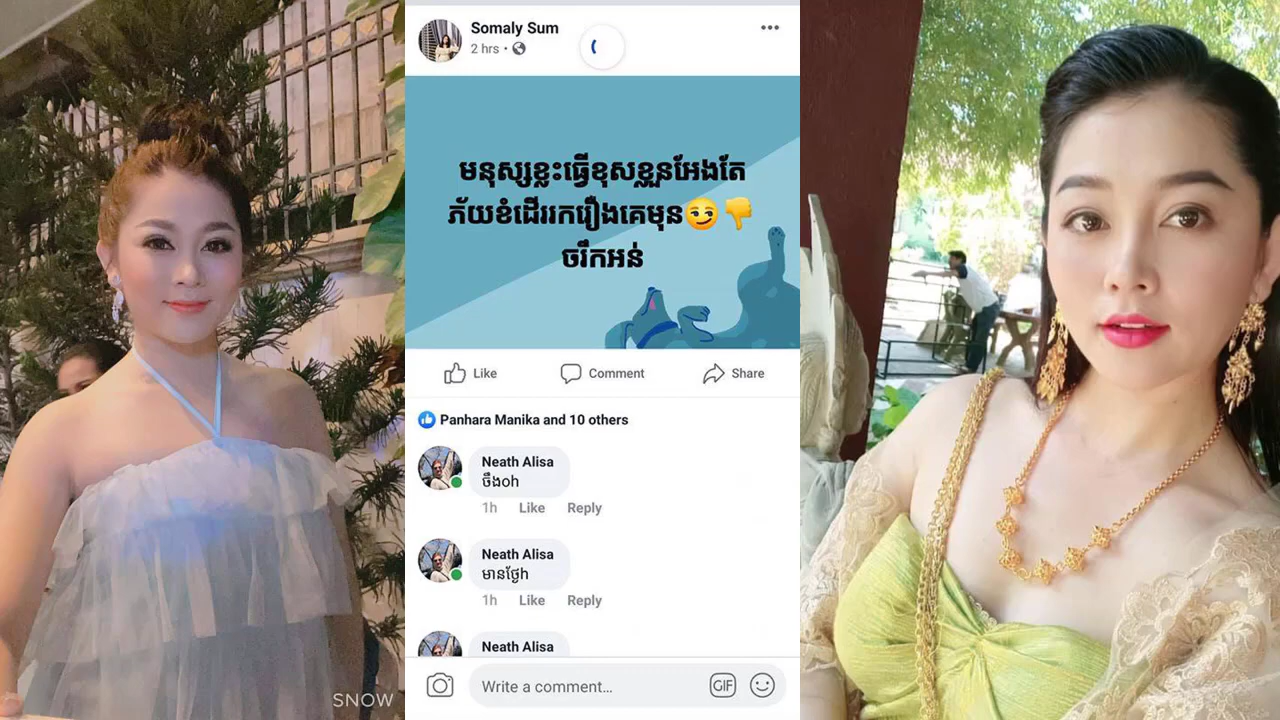 Somaly Sum
2 hrs
មនុស្សខ្លះធ្វើខុសខ្លួនអែងតែ
ភ័យខំដើររករឿងគេមុន😏👎
ចរឹកអន់
Like
Comment
Share
Panhara Manika and 10 others
Neath Alisa
ចឹងoh
1h Like Reply
Neath Alisa
មានថ្ងៃh
1h Like Reply
Neath Alisa
Write a comment...
GIF
SNOW